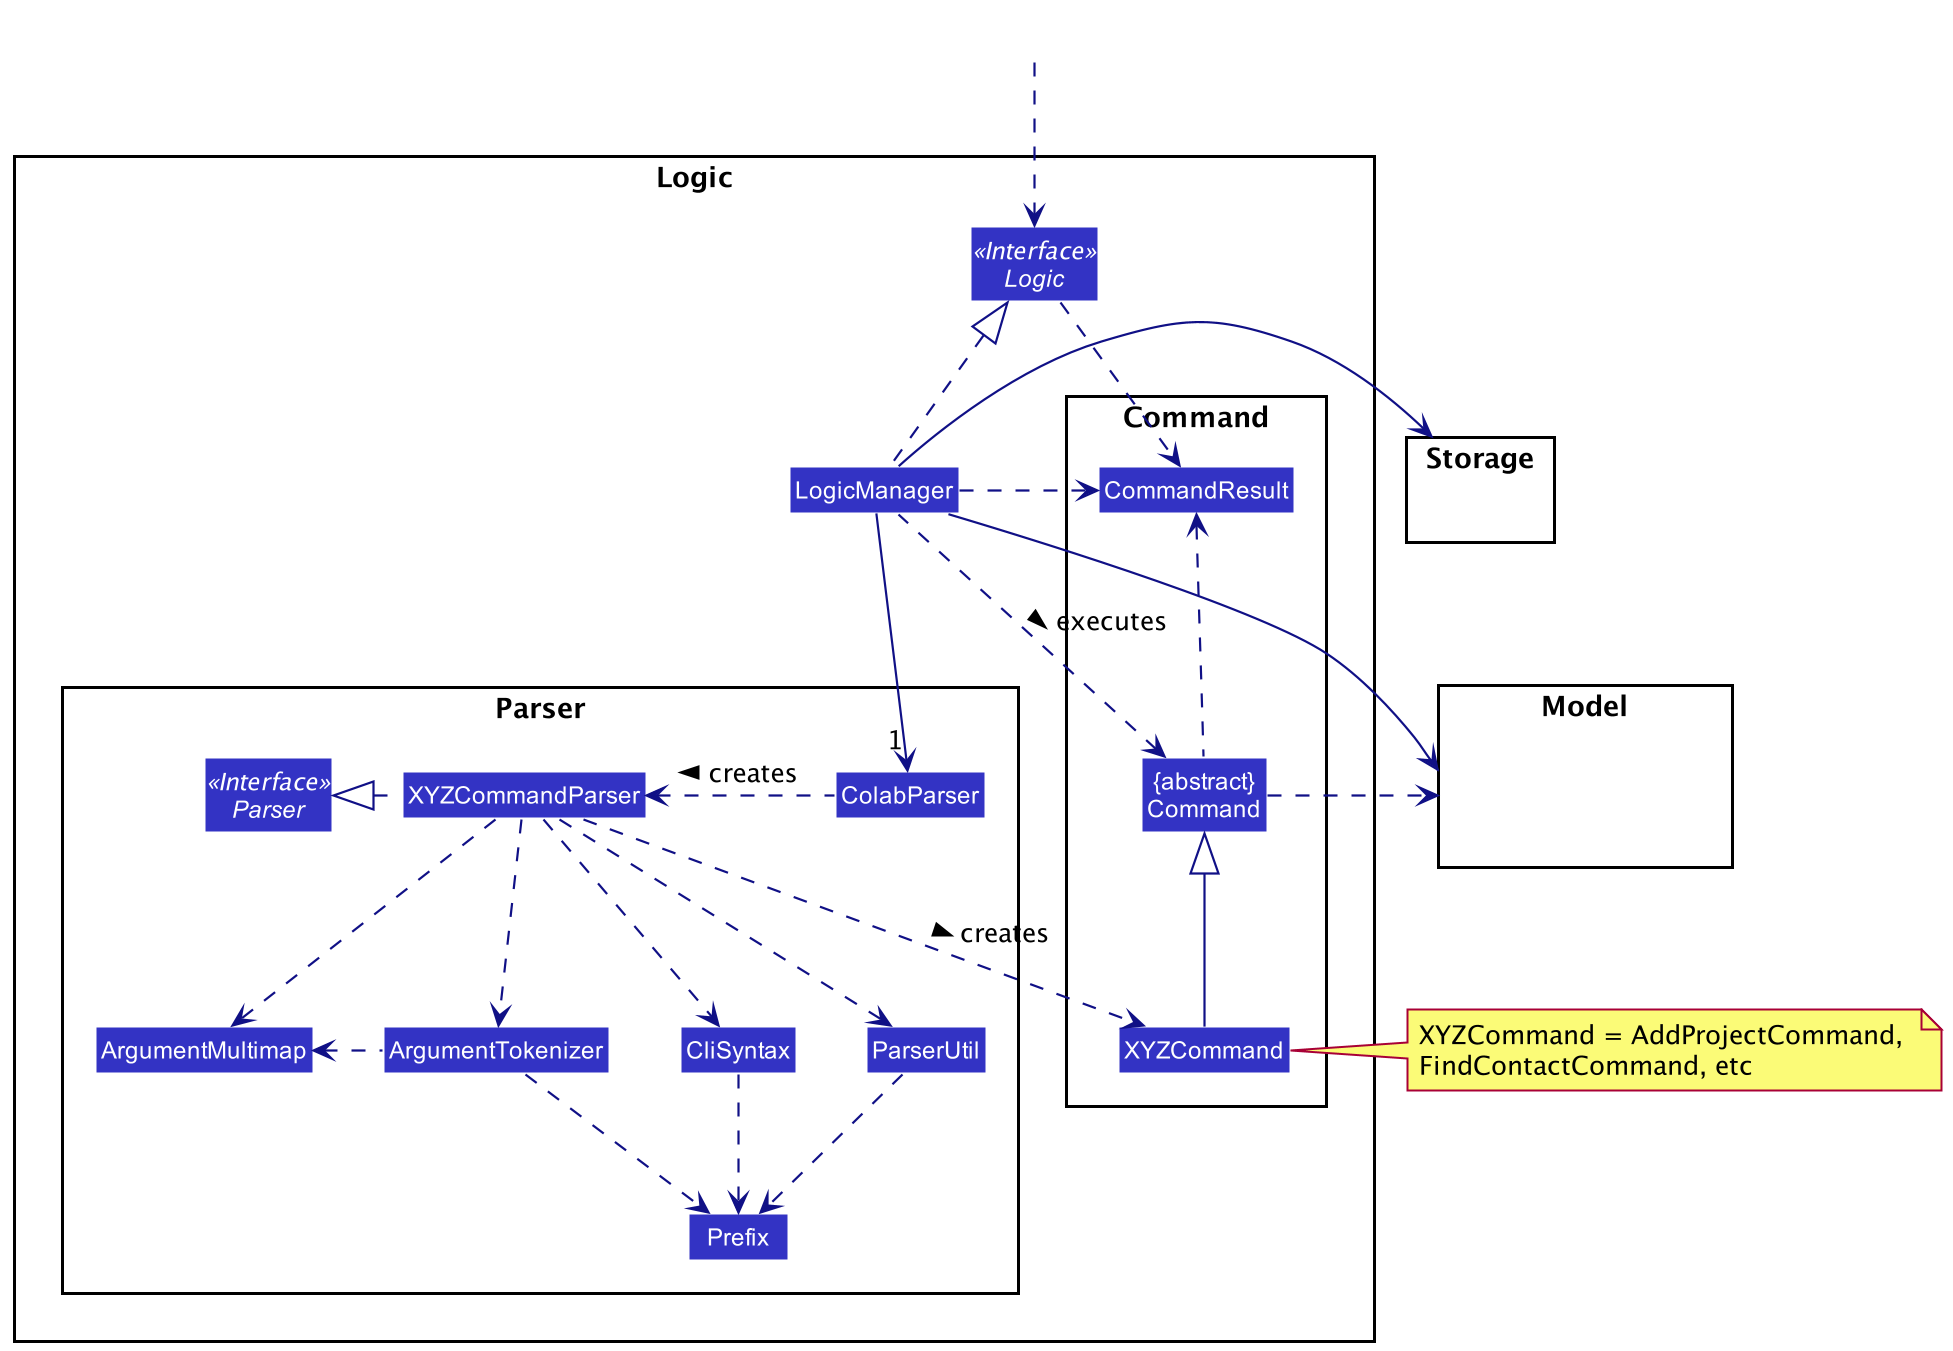 Logic
«Interface»
Logic
Command
Storage
LogicManager
CommandResult
executes
Parser
Model
1
creates
«Interface»
Parser
XYZCommandParser
ColabParser
{abstract}
Command
creates
ArgumentMultimap
ArgumentTokenizer
CliSyntax
ParserUtil
XYZCommand
XYZCommand = AddProjectCommand,
FindContactCommand, etc
Prefix